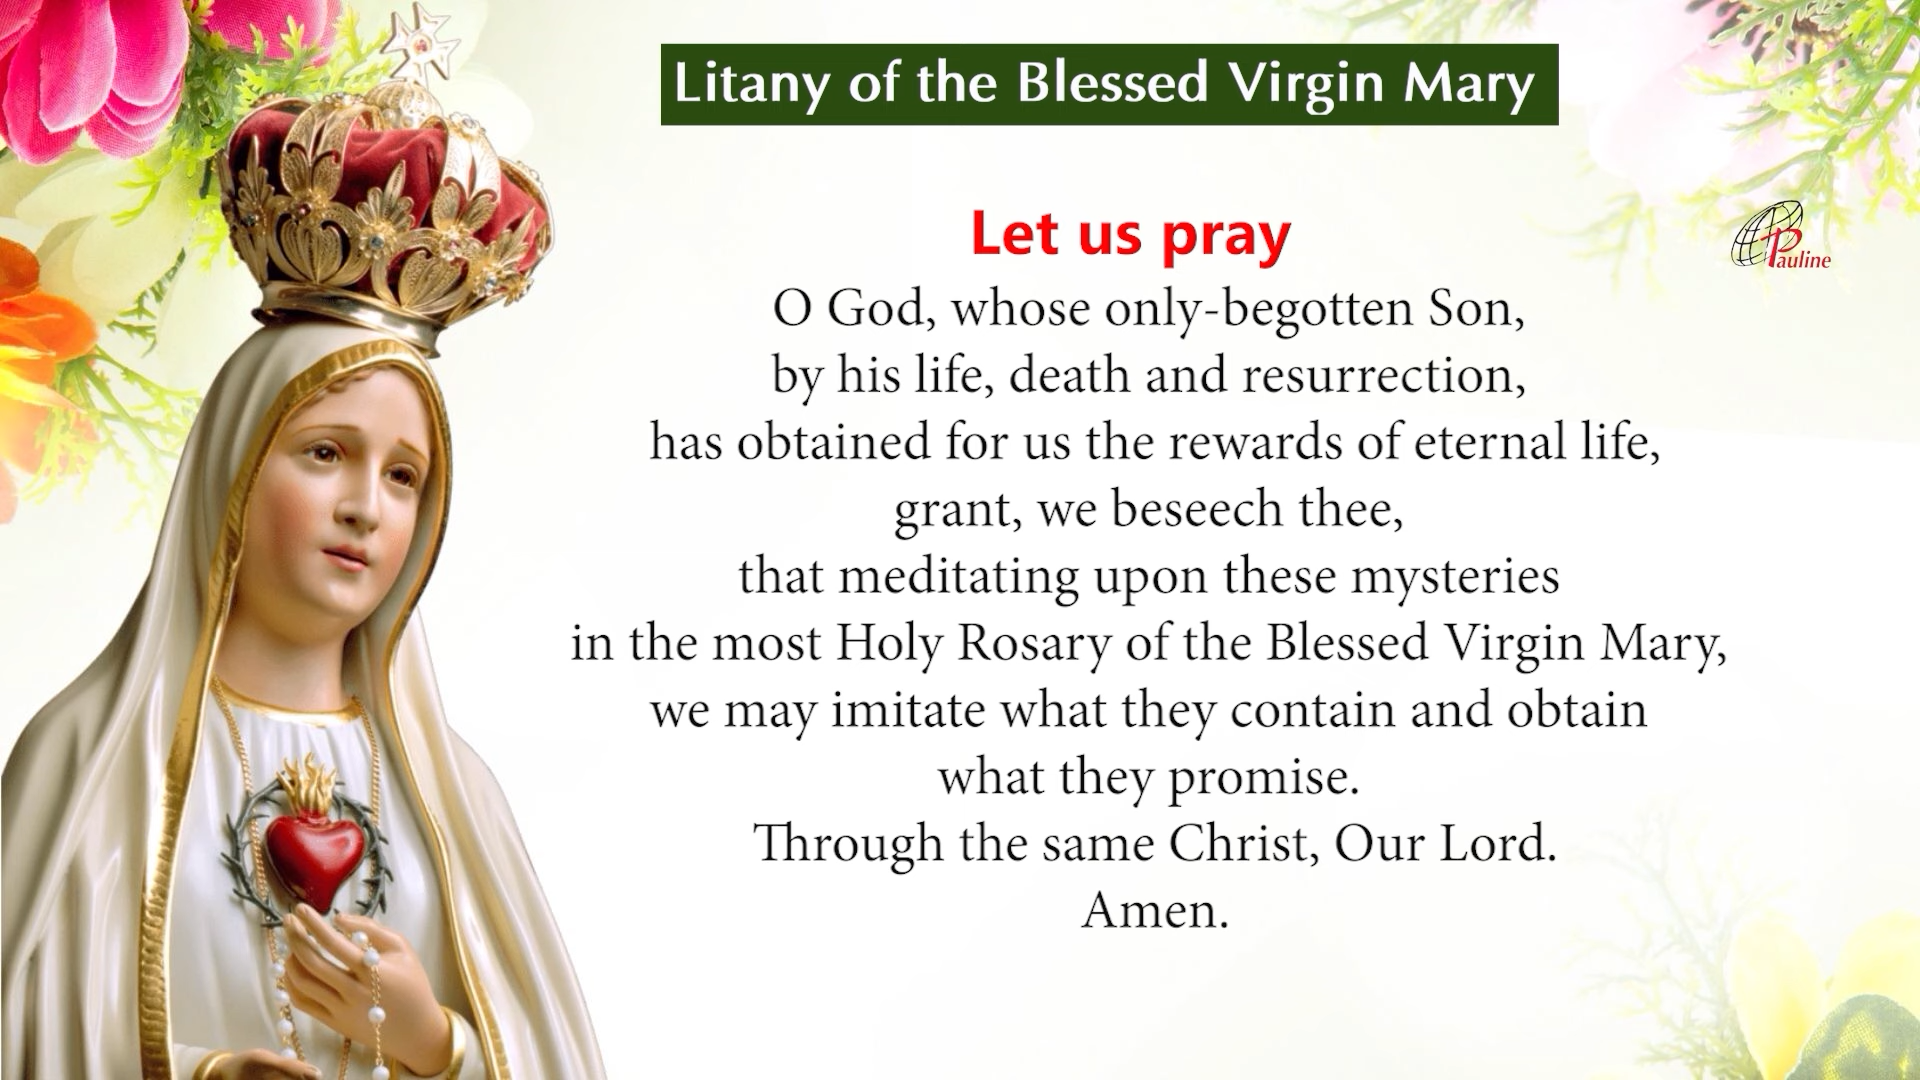 Litany of the Blessed Virgin Mary
Let us pray
Pauline
O God, whose only-begotten Son,
by his life, death and resurrection,
has obtained for us the rewards of eternal life,
grant, we beseech thee,
that meditating upon these mysteries
in the most Holy Rosary of the Blessed Virgin Mary,
we may imitate what they contain and obtain
what they promise.
Through the same Christ, Our Lord.
Amen.